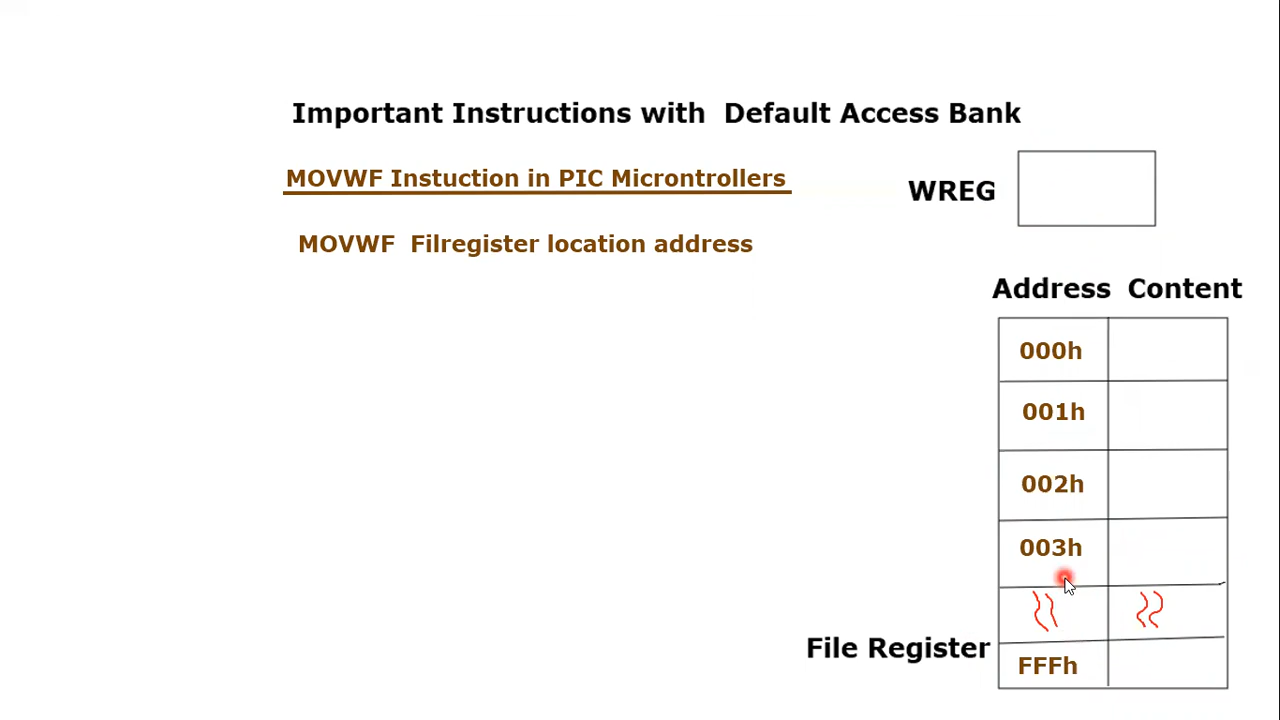 Important Instructions with Default Access Bank
MOVWF Instuction in PIC Microntrollers
WREG
MOVWF Filregister location address
Address Content
000h
001h
002h
003h
File Register
FFFh